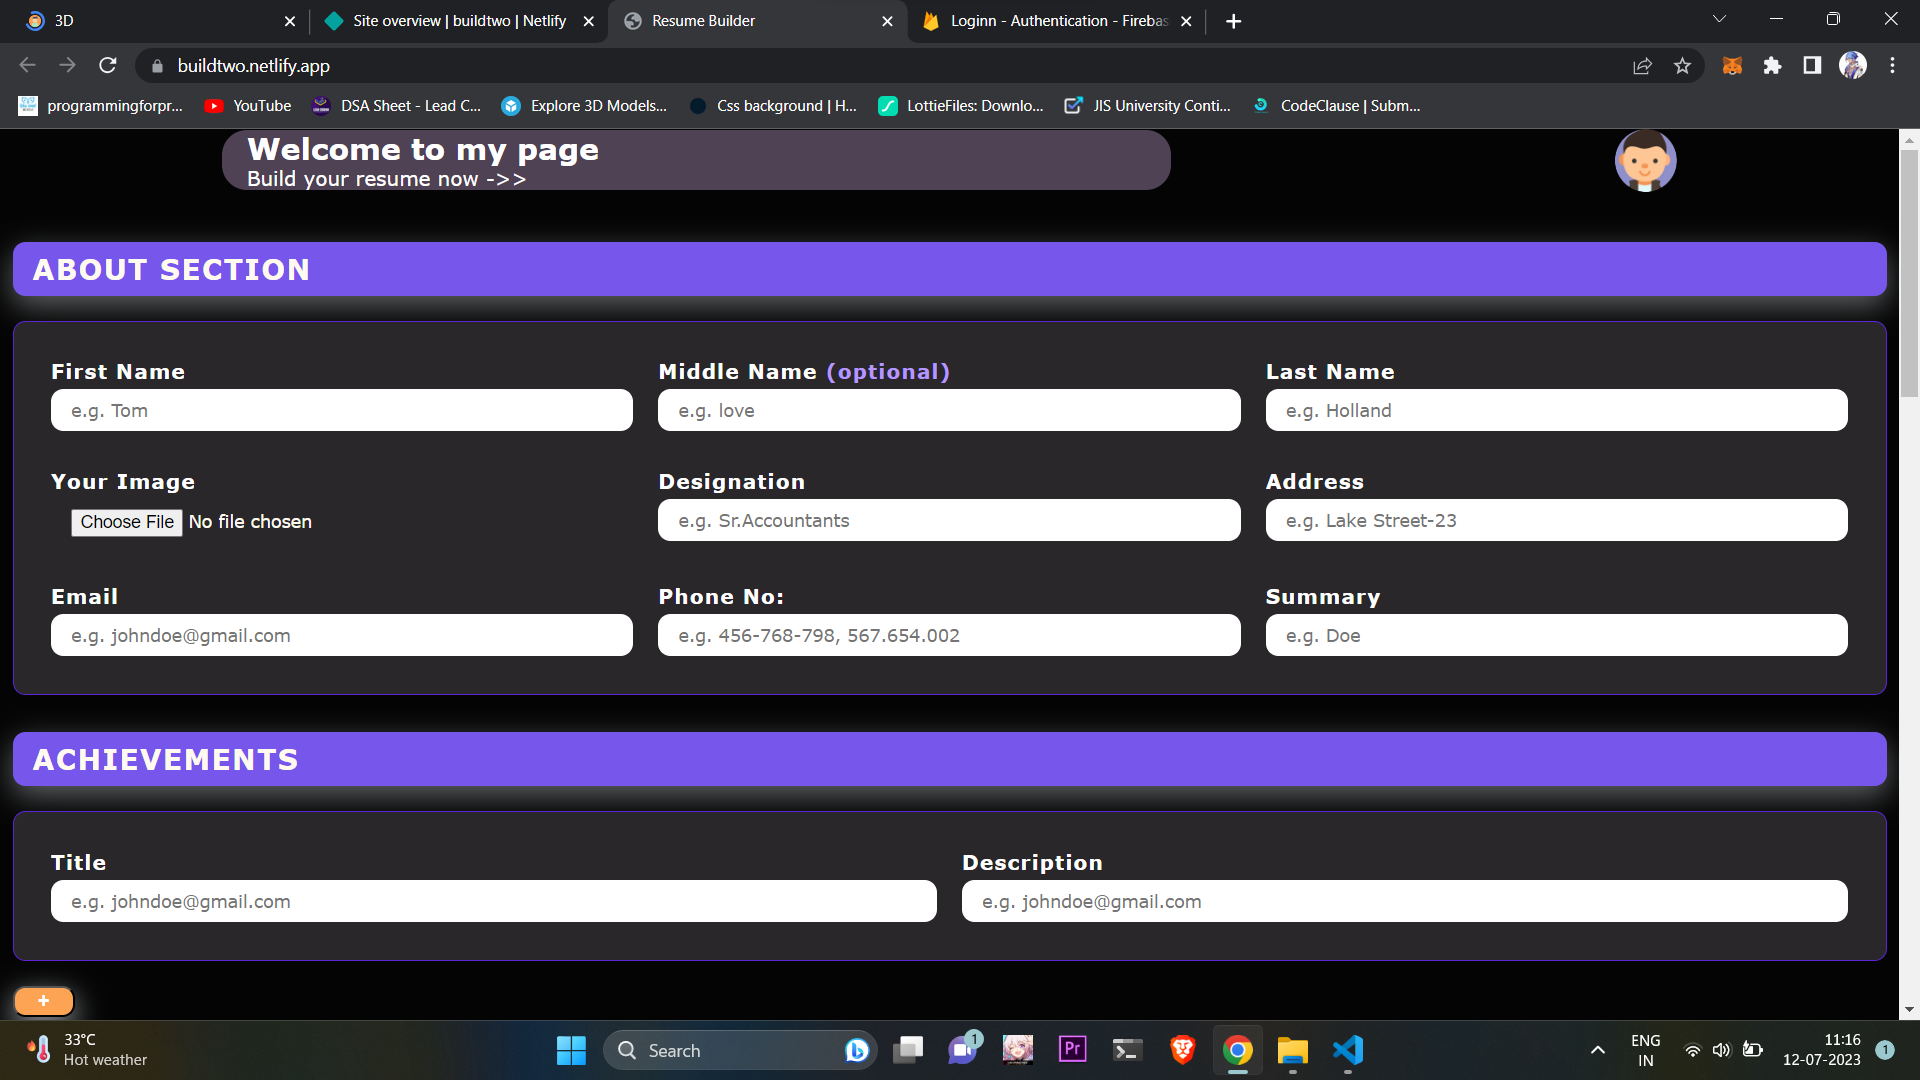 3D
Site overview | buildtwo | Netlify
Resume Builder
Loginn - Authentication - Firebas
buildtwo.netlify.app
programmingforpr...
YouTube
DSA Sheet - Lead C...
Explore 3D Models...
Css background | H...
LottieFiles: Downlo...
JIS University Conti...
CodeClause | Subm...
Welcome to my page
Build your resume now ->>
ABOUT SECTION
First Name
Middle Name (optional)
Last Name
e.g. Tom
e.g. love
e.g. Holland
Your Image
Designation
Address
Choose File No file chosen
e.g. Sr.Accountants
e.g. Lake Street-23
Email
Phone No:
Summary
e.g. johndoe@gmail.com
e.g. 456-768-798, 567.654.002
e.g. Doe
ACHIEVEMENTS
Title
Description
e.g. johndoe@gmail.com
e.g. johndoe@gmail.com
+
33°C
Hot weather
Search
1
Pr
ENG
IN
11:16
12-07-2023
1